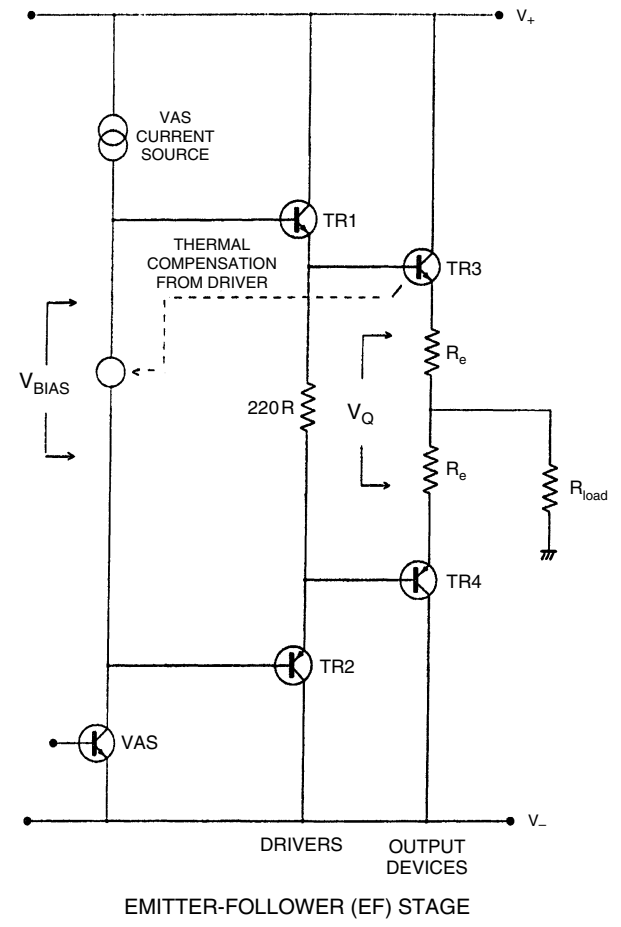 V+
VAS
CURRENT
SOURCE
TR1
THERMAL
COMPENSATION
FROM DRIVER
TR3
Re
VBIAS
220R
VQ
Re
Rload
TR4
TR2
VAS
V–
DRIVERS
OUTPUT
DEVICES
EMITTER-FOLLOWER (EF) STAGE